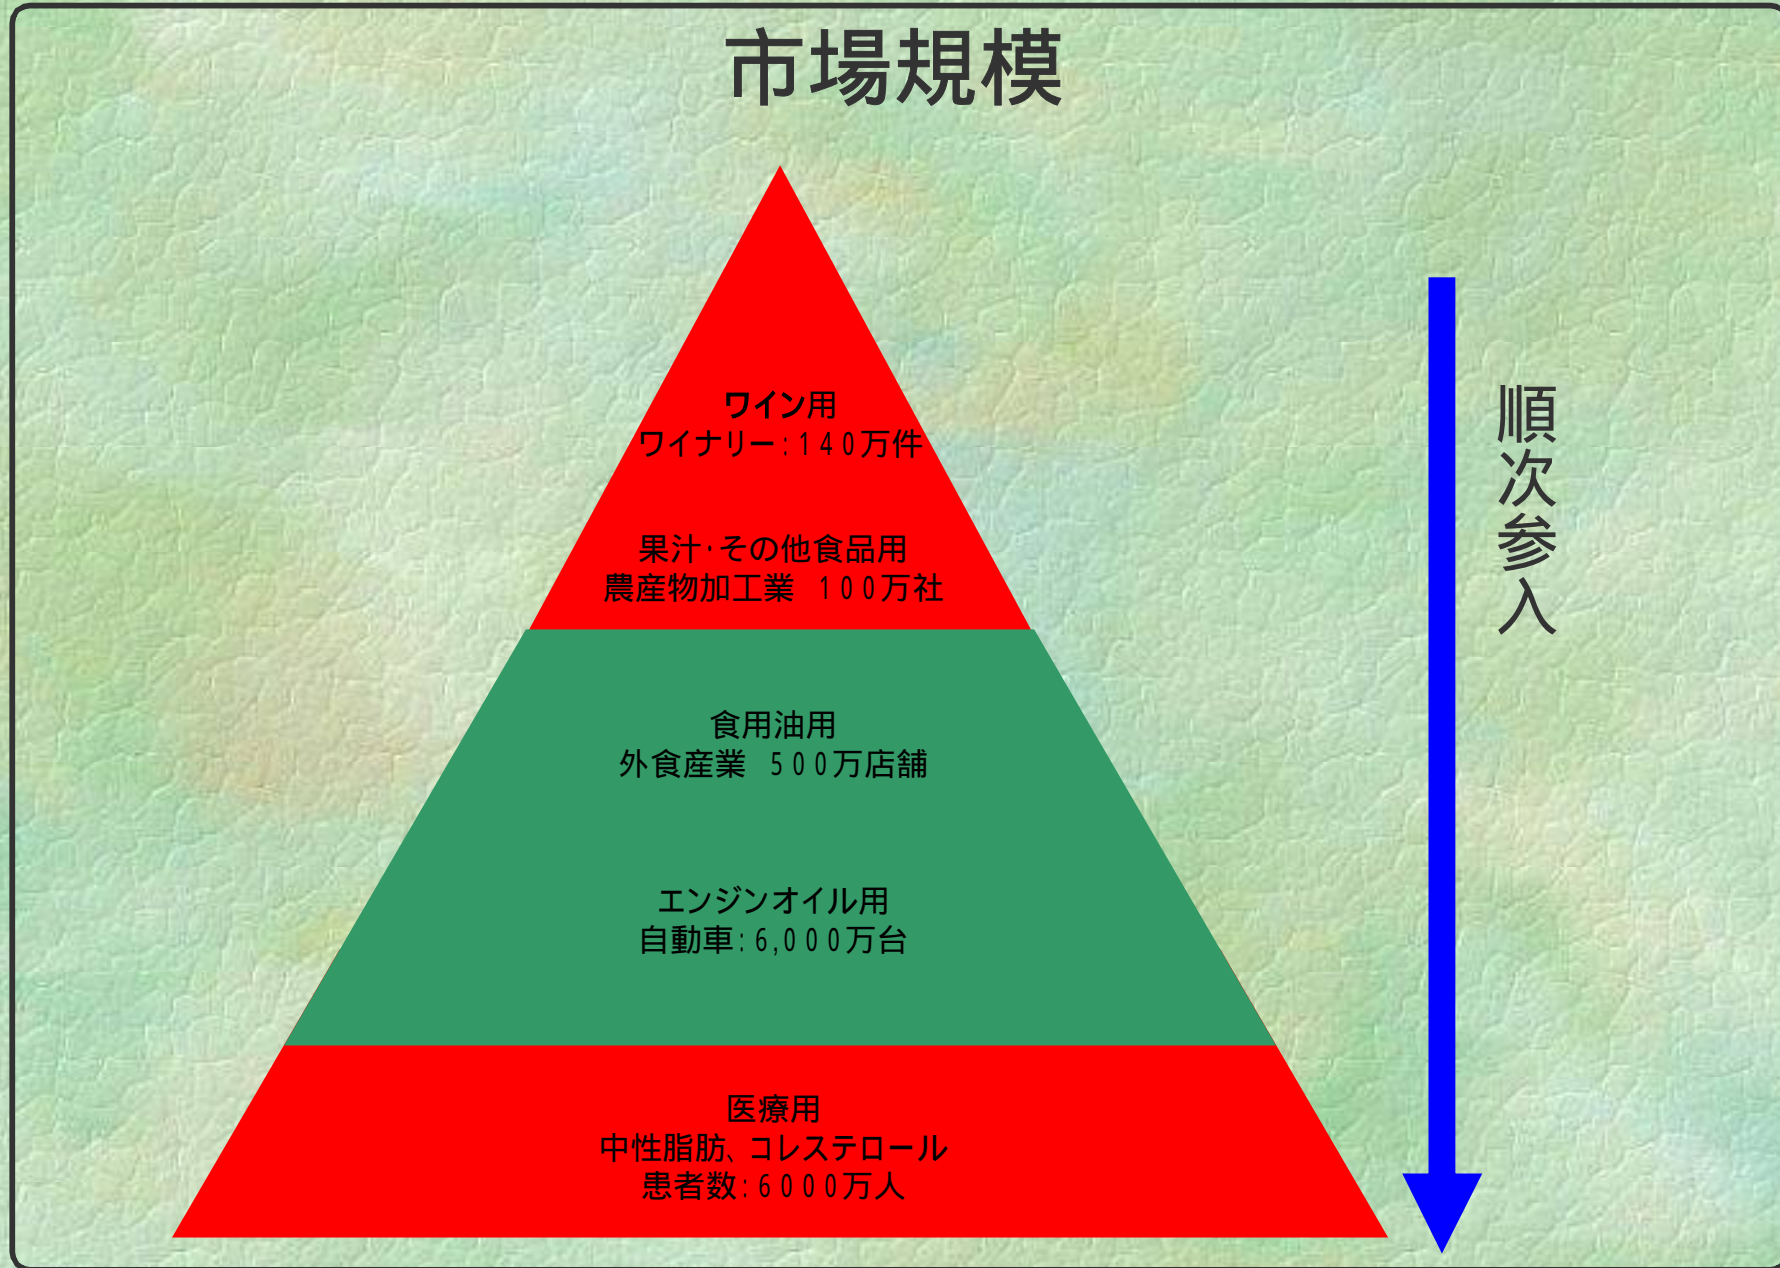 市場規模
ワイン用
ワイナリー:140万件
果汁・その他食品用
農産物加工業 100万社
食用油用
外食産業 500万店舗
エンジンオイル用
自動車:6,000万台
医療用
中性脂肪、コレステロール
患者数:6000万人
順次参入